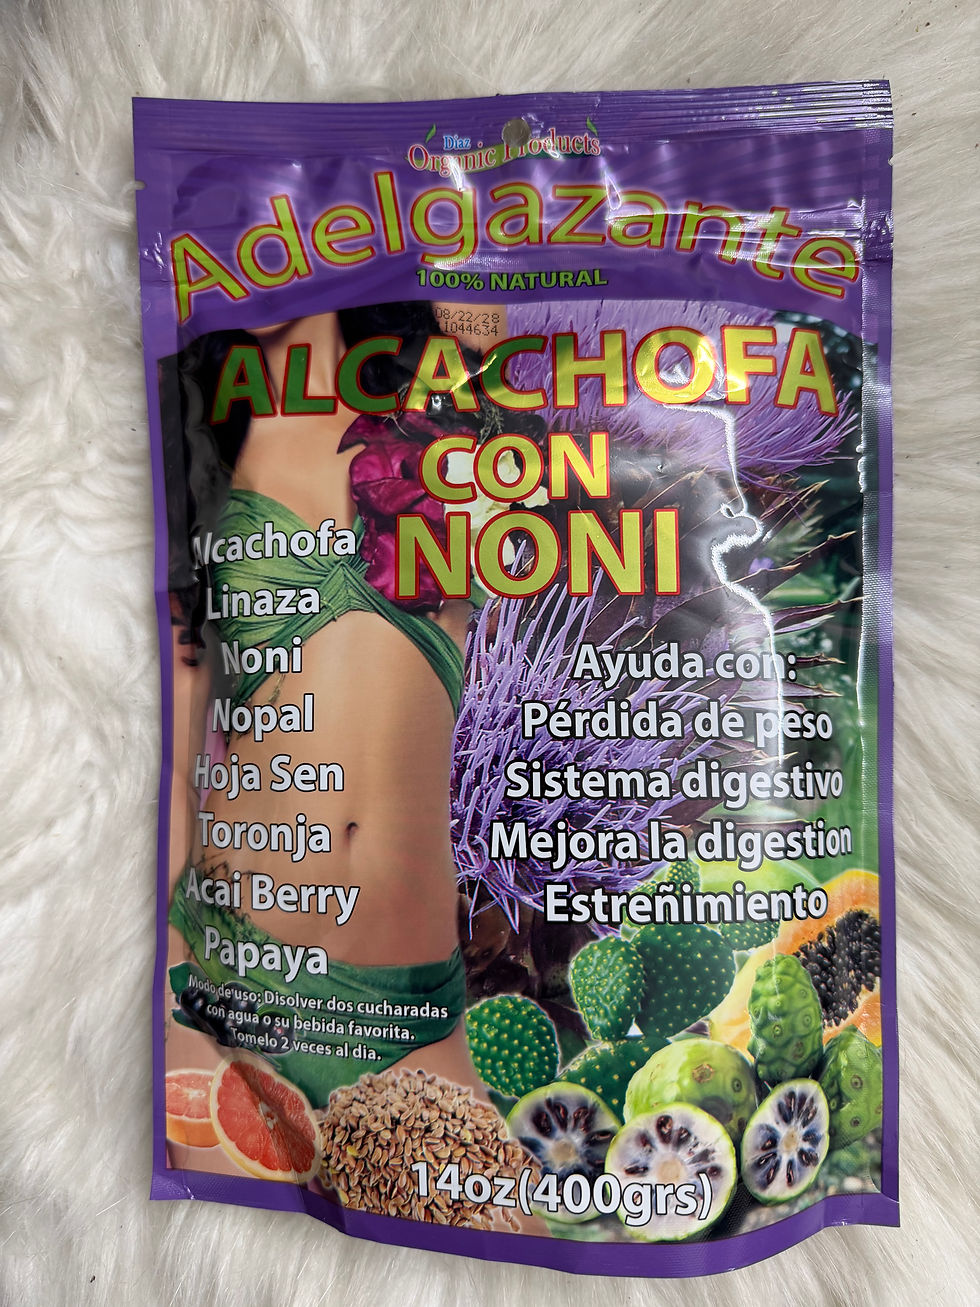 Diaz
Organic Products
Adelgazante
100% NATURAL
08/22/28
1044634
ALCACHOFA
CON
NONI
Alcachofa
Linaza
Noni
Nopal
Hoja Sen
Toronja
Acai Berry
Papaya
Modo de uso: Disolver dos cucharadas
con agua o su bebida favorita.
Tomelo 2 veces al dia.
Ayuda con:
Pérdida de peso
Sistema digestivo
Mejora la digestion
Estreñimiento
14oz(400grs)